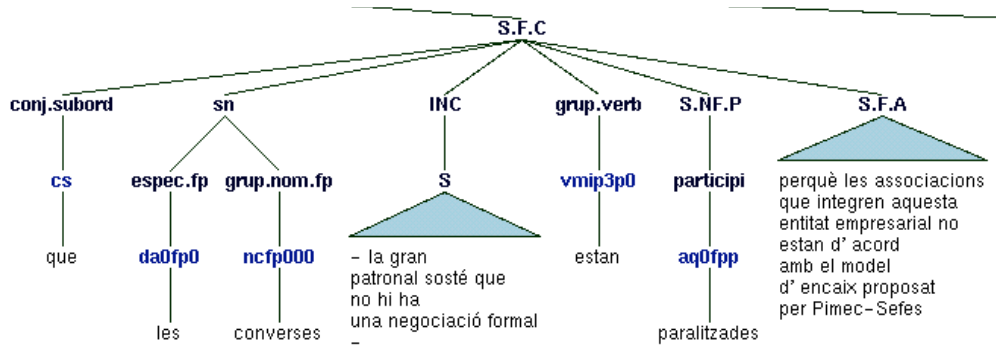 S.F.C
conj.subord sn INC grup.verb S.NF.P S.F.A
cs espec.fp grup.nom.fp S vmip3p0 participi perquè les associacions
que integren aquesta
entitat empresarial no
estan d' acord
amb el model
d' encaix proposat
per Pimec-Sefes
que da0fp0 ncfp000 - la gran
patronal sosté que
no hi ha
una negociació formal
-
estan aq0fpp
les converses paralitzades